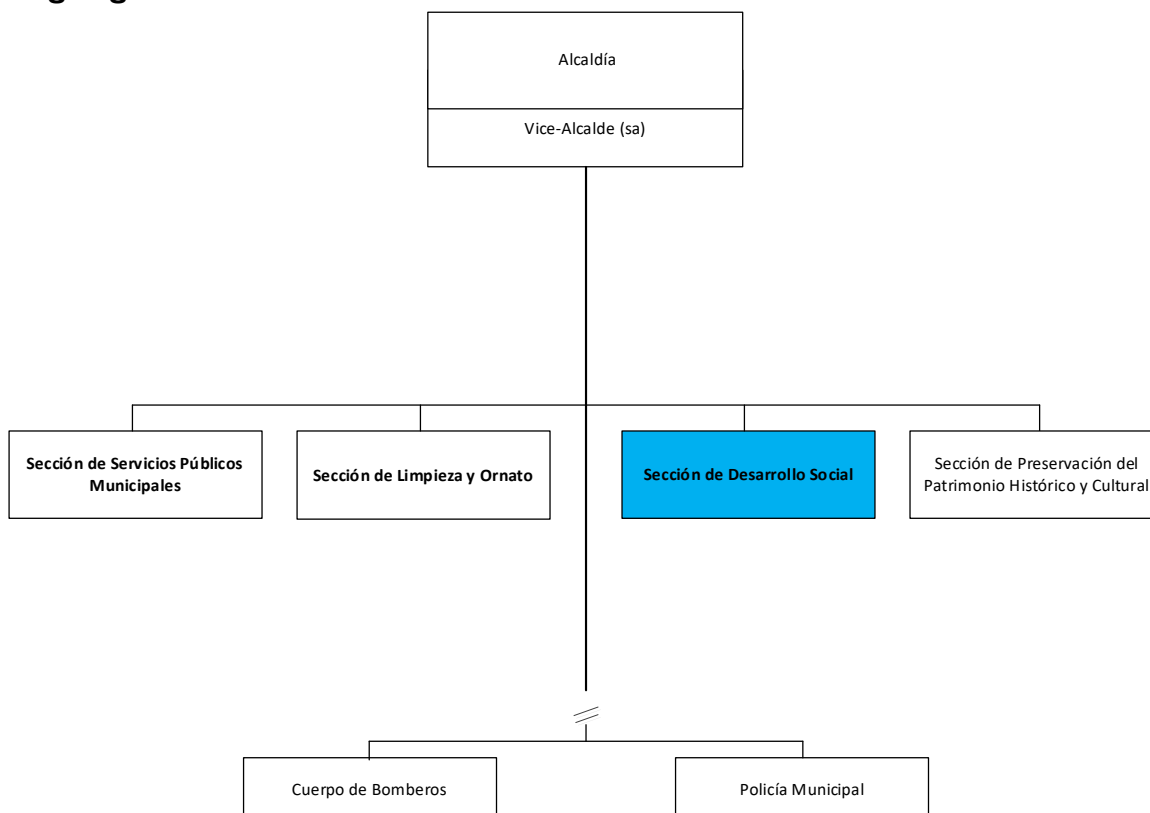 Alcaldía
Vice-Alcalde (sa)
Sección de Servicios Públicos
Municipales
Sección de Limpieza y Ornato
Sección de Desarrollo Social
Sección de Preservación del
Patrimonio Histórico y Cultural
Cuerpo de Bomberos
Policía Municipal